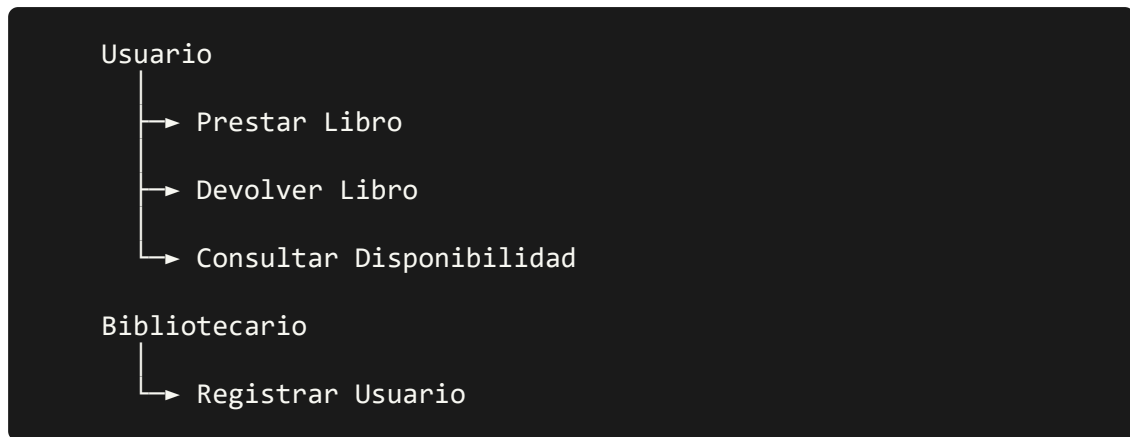 Usuario
Prestar Libro
Devolver Libro
Consultar Disponibilidad
Bibliotecario
Registrar Usuario